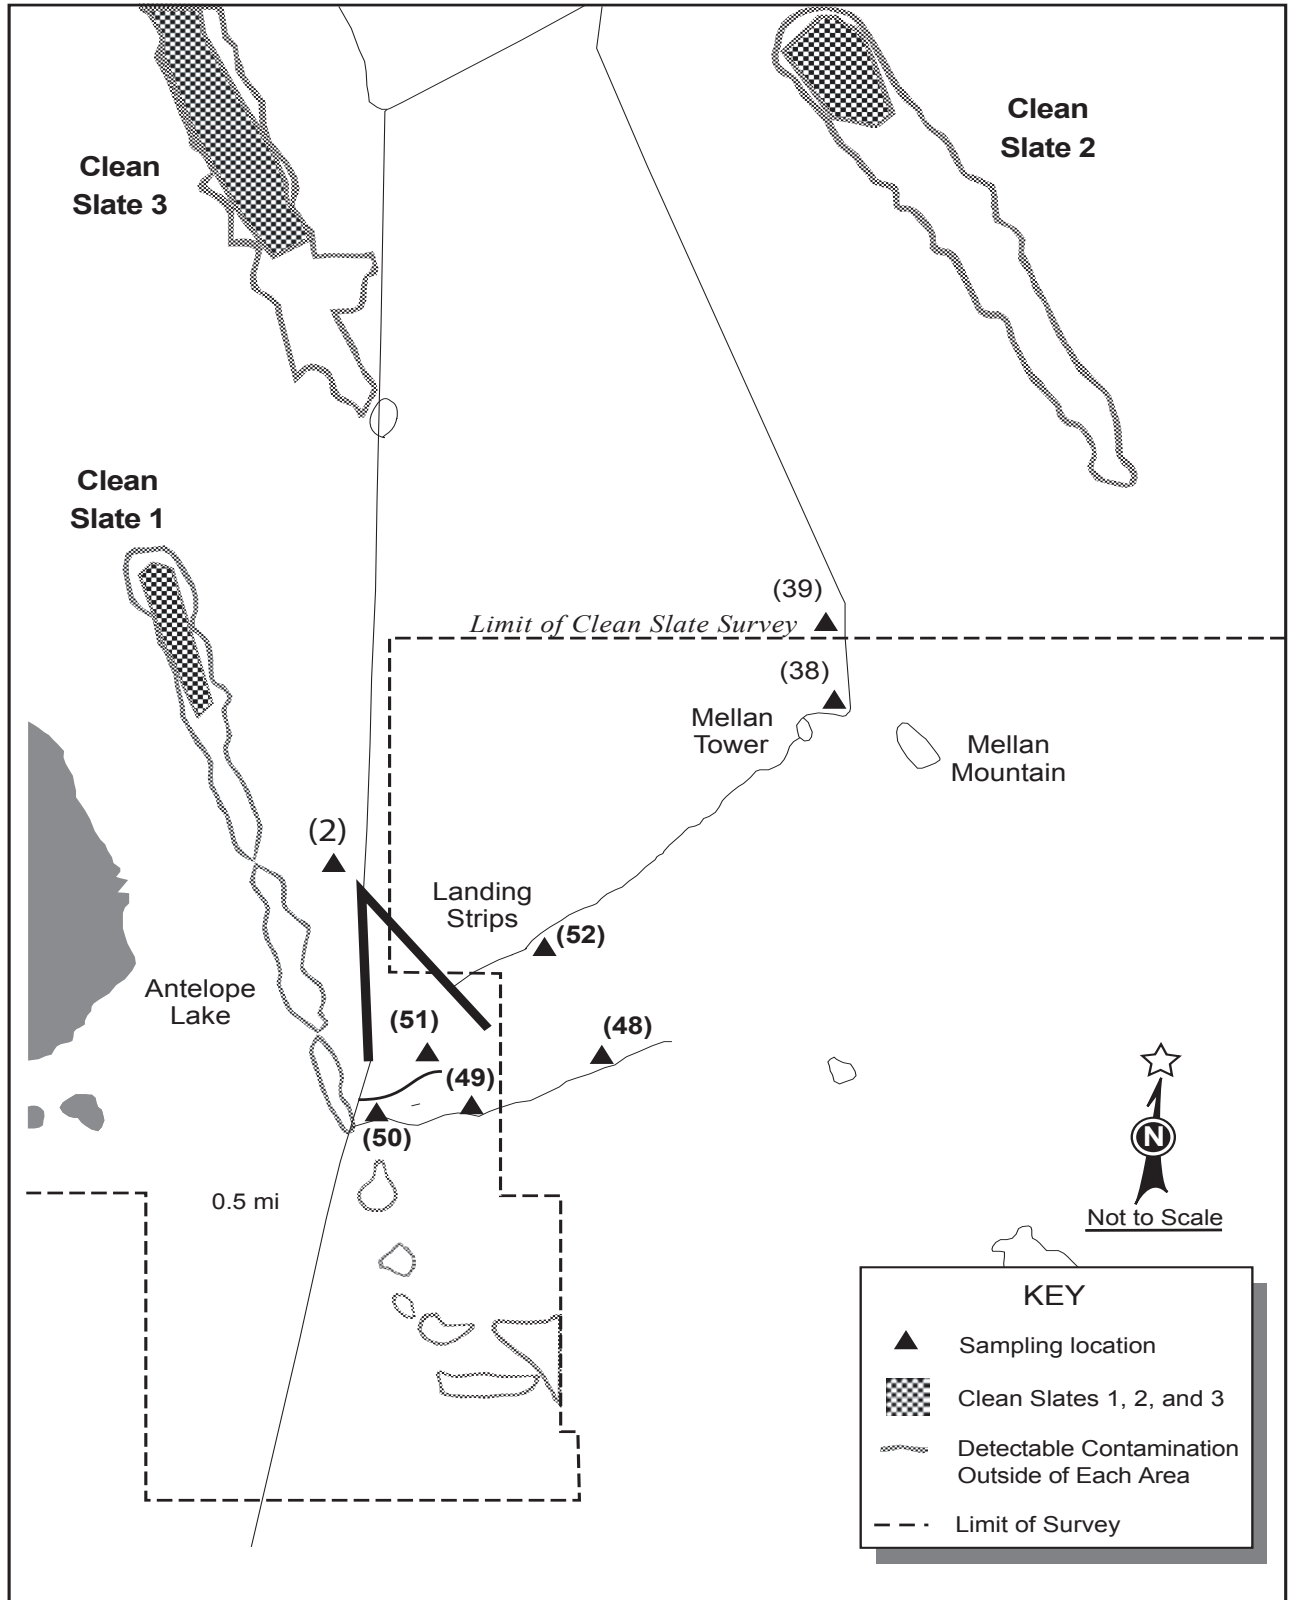 Clean
Slate 2
Clean
Slate 3
Clean
Slate 1
(39)
Limit of Clean Slate Survey
(38)
Mellan
Tower
Mellan
Mountain
(2)
Landing
Strips
(52)
Antelope
Lake
(51)
(48)
(49)
(50)
N
0.5 mi
Not to Scale
KEY
Sampling location
Clean Slates 1, 2, and 3
Detectable Contamination
Outside of Each Area
Limit of Survey